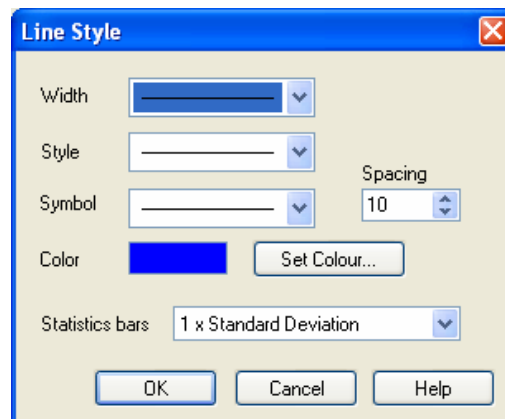 Line Style
Width
Style
Spacing
Symbol
10
Color
Set Colour...
Statistics bars
1 x Standard Deviation
OK
Cancel
Help